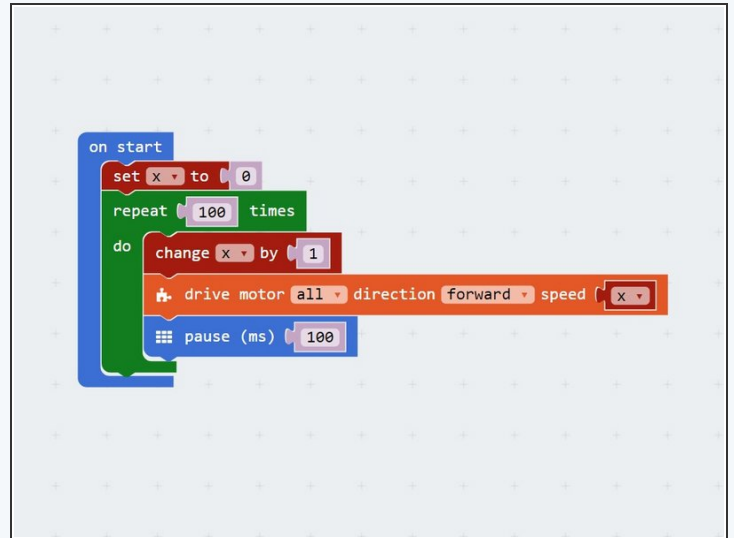 on start
set x to 0
repeat 100 times
do
change x by 1
drive motor all direction forward speed x
pause (ms) 100